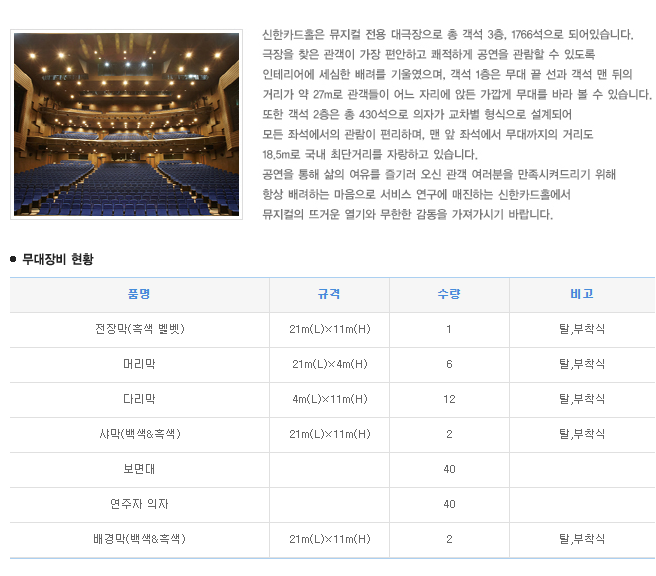 신한카드홀은 뮤지컬 전용 대극장으로 총 객석 3층, 1766석으로 되어있습니다.
극장을 찾은 관객이 가장 편안하고 쾌적하게 공연을 관람할 수 있도록
인테리어에 세심한 배려를 기울였으며, 객석 1층은 무대 끝 선과 객석 맨 뒤의
거리가 약 27m로 관객들이 어느 자리에 앉든 가깝게 무대를 바라 볼 수 있습니다.
또한 객석 2층은 총 430석으로 의자가 교차별 형식으로 설계되어
모든 좌석에서의 관람이 편리하며, 맨 앞 좌석에서 무대까지의 거리도
18.5m로 국내 최단거리를 자랑하고 있습니다.
공연을 통해 삶의 여유를 즐기러 오신 관객 여러분을 만족시켜드리기 위해
항상 배려하는 마음으로 서비스 연구에 매진하는 신한카드홀에서
뮤지컬의 뜨거운 열기와 무한한 감동을 가져가시기 바랍니다.
● 무대장비 현황
품명 규격 수량 비고
전장막(흑색 벨벳) 21m(L)×11m(H) 1 탈,부착식
머리막 21m(L)×4m(H) 6 탈,부착식
다리막 4m(L)×11m(H) 12 탈,부착식
샤막(백색&흑색) 21m(L)×11m(H) 2 탈,부착식
보면대 40
연주자 의자 40
배경막(백색&흑색) 21m(L)×11m(H) 2 탈,부착식